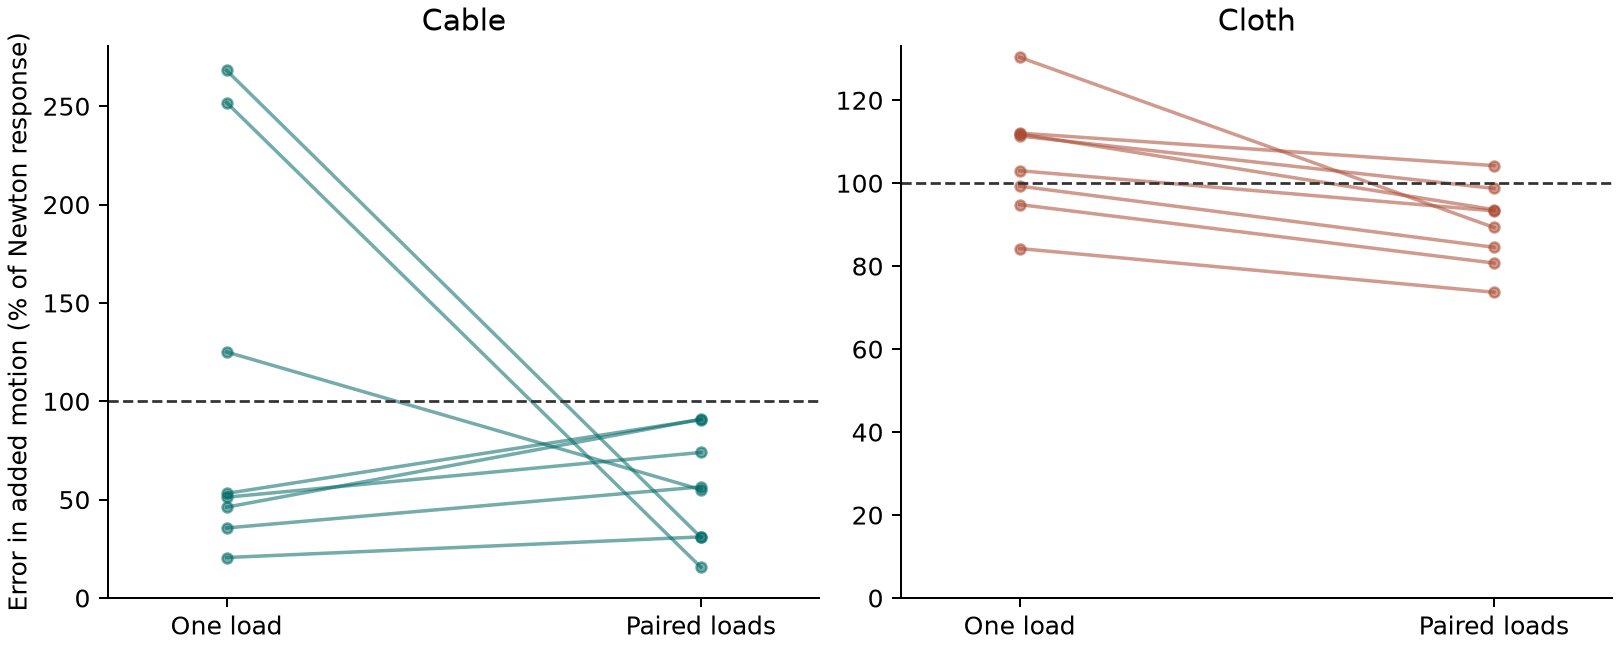 Cable
Error in added motion (% of Newton response)
250
200
150
100
50
0
One load
Paired loads
Cloth
120
100
80
60
40
20
0
One load
Paired loads